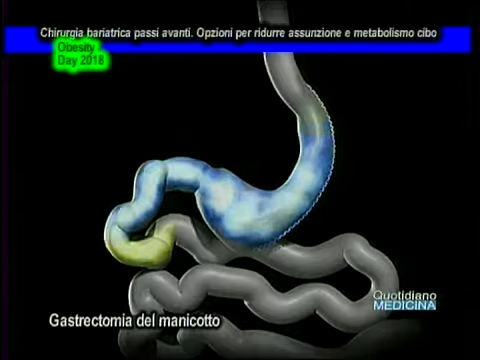 Chirurgia bariatrica passi avanti. Opzioni per ridurre assunzione e metabolismo cibo
Obesity
Day 2018
Quotidiano
MEDICINA
Gastrectomia del manicotto